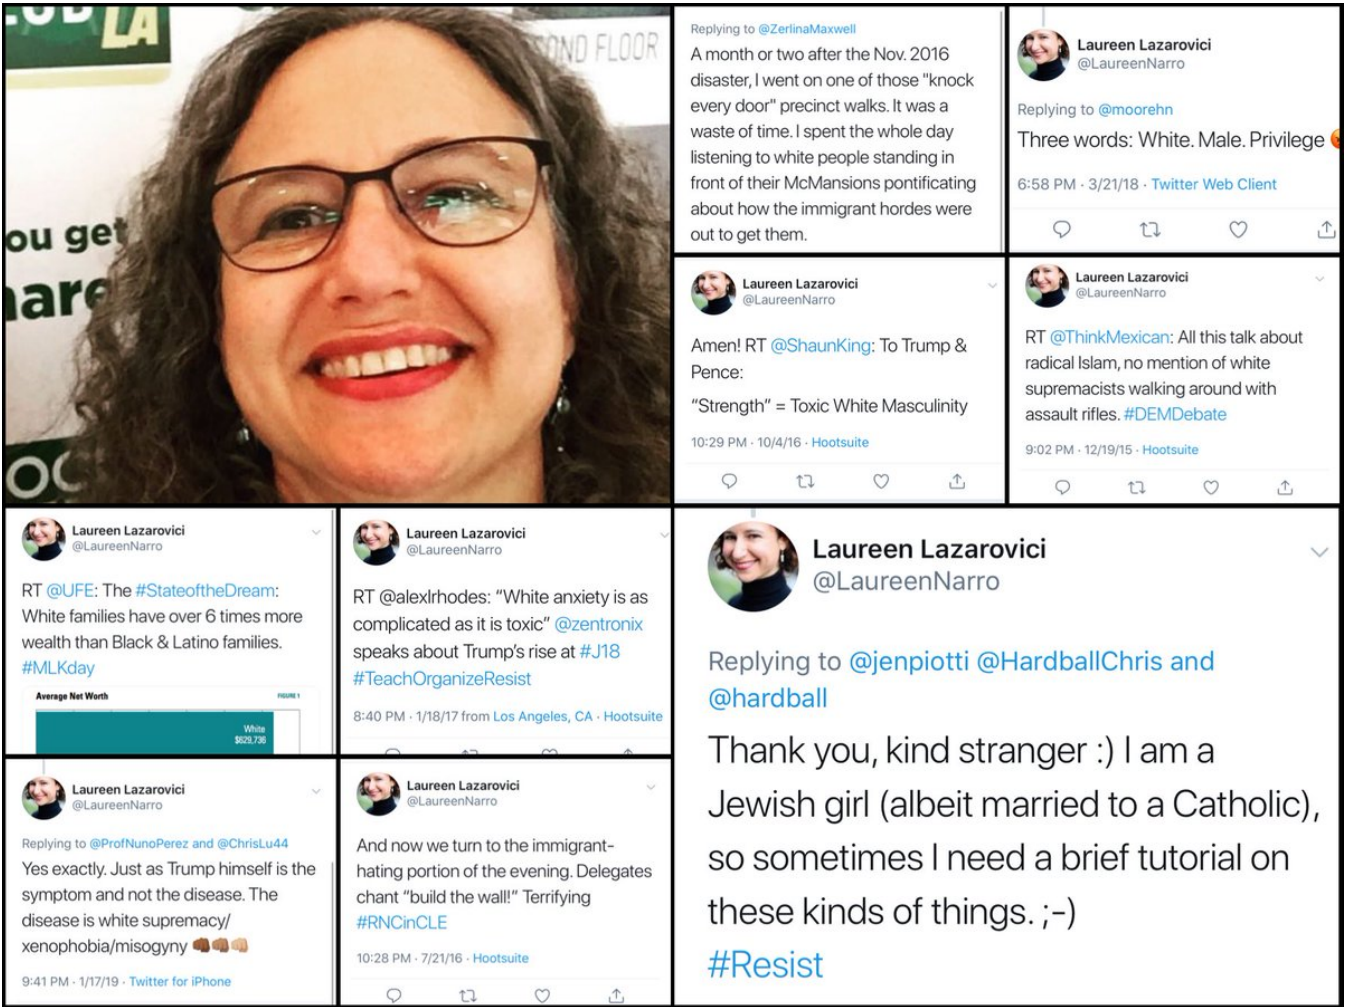 LA
OND FLOOR
ou get
OC
Replying to @ZerlinaMaxwell
A month or two after the Nov. 2016
disaster, I went on one of those "knock
every door" precinct walks. It was a
waste of time. I spent the whole day
listening to white people standing in
front of their McMansions pontificating
about how the immigrant hordes were
out to get them.
Laureen Lazarovici
@LaureenNarro
Replying to @moorehn
Three words: White. Male. Privilege
6:58 PM · 3/21/18 · Twitter Web Client
Laureen Lazarovici
@LaureenNarro
Amen! RT @ShaunKing: To Trump &
Pence:
“Strength” = Toxic White Masculinity
10:29 PM · 10/4/16 · Hootsuite
Laureen Lazarovici
@LaureenNarro
RT @ThinkMexican: All this talk about
radical Islam, no mention of white
supremacists walking around with
assault rifles. #DEMDebate
9:02 PM · 12/19/15 · Hootsuite
Laureen Lazarovici
@LaureenNarro
RT @UFE: The #StateoftheDream:
White families have over 6 times more
wealth than Black & Latino families.
#MLKday
Average Net Worth
FIGURE 1
White
$629,736
Laureen Lazarovici
@LaureenNarro
RT @alexlrhodes: “White anxiety is as
complicated as it is toxic” @zentronix
speaks about Trump’s rise at #J18
#TeachOrganizeResist
8:40 PM · 1/18/17 from Los Angeles, CA · Hootsuite
Laureen Lazarovici
@LaureenNarro
Replying to @ProfNunoPerez and @ChrisLu44
Yes exactly. Just as Trump himself is the
symptom and not the disease. The
disease is white supremacy/
xenophobia/misogyny
9:41 PM · 1/17/19 · Twitter for iPhone
Laureen Lazarovici
@LaureenNarro
And now we turn to the immigrant-
hating portion of the evening. Delegates
chant “build the wall!” Terrifying
#RNCinCLE
10:28 PM · 7/21/16 · Hootsuite
Laureen Lazarovici
@LaureenNarro
Replying to @jenpiotti @HardballChris and
@hardball
Thank you, kind stranger :) I am a
Jewish girl (albeit married to a Catholic),
so sometimes I need a brief tutorial on
these kinds of things. ;-)
#Resist